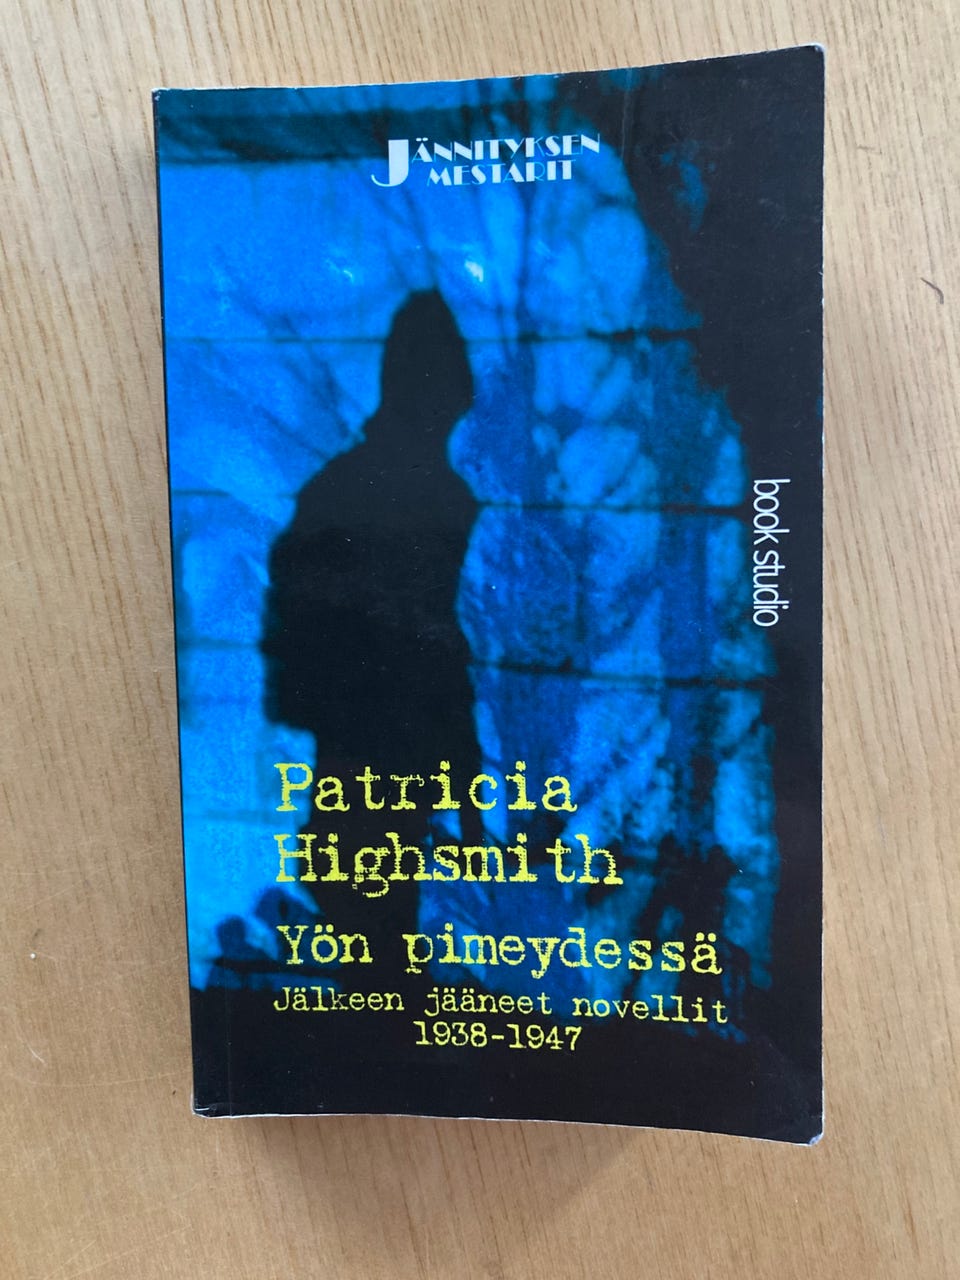 JÄNNITYKSEN
MESTARIT
book studio
Patricia
Highsmith
Yön pimeydessä
Jälkeen jääneet novellit
1938-1947